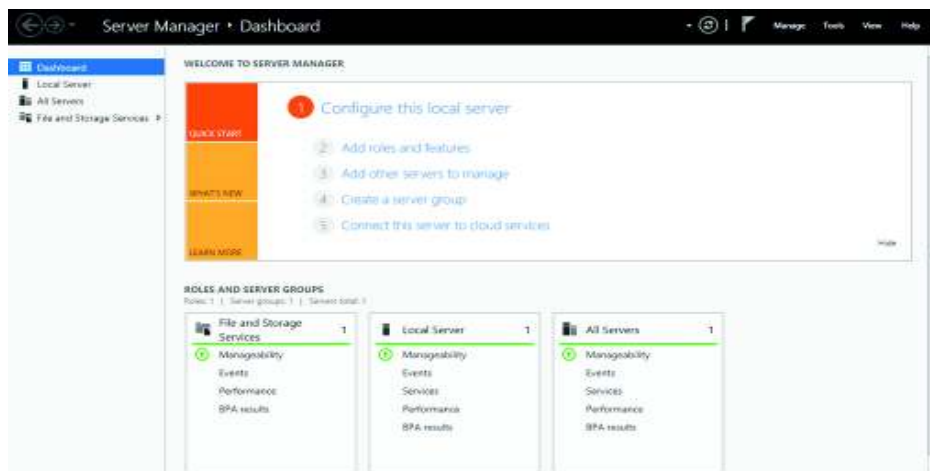 Server Manager • Dashboard
Manage Tools View Help
Dashboard
Local Server
All Servers
File and Storage Services
WELCOME TO SERVER MANAGER
QUICK START
WHAT'S NEW
LEARN MORE
1 Configure this local server
2 Add roles and features
3 Add other servers to manage
4 Create a server group
5 Connect this server to cloud services
Hide
ROLES AND SERVER GROUPS
Roles: 1 | Server groups: 1 | Servers total: 1
File and Storage Services 1
Manageability
Events
Performance
BPA results
Local Server 1
Manageability
Events
Services
Performance
BPA results
All Servers 1
Manageability
Events
Services
Performance
BPA results